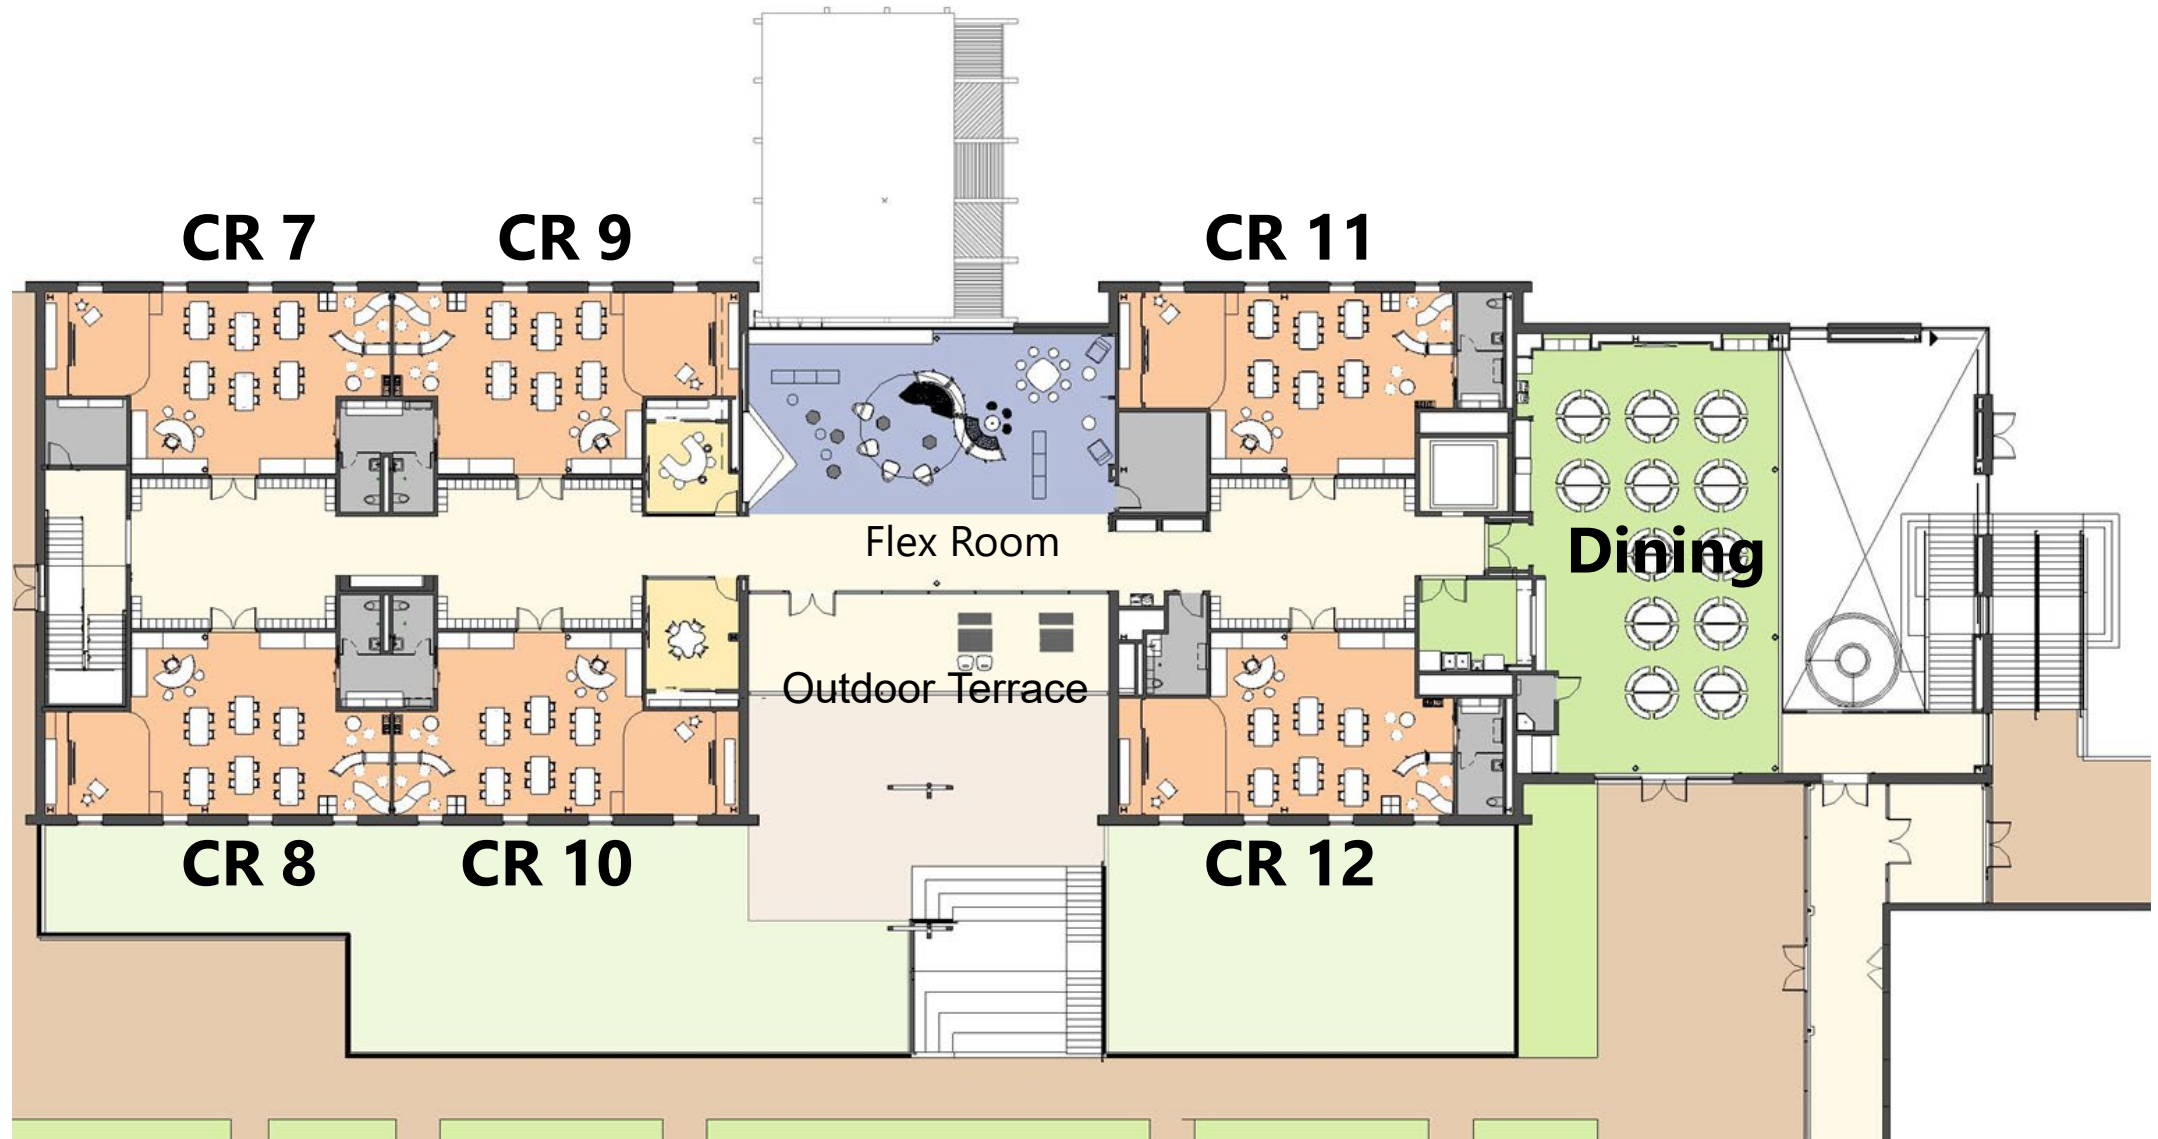 CR 7
CR 9
CR 11
Flex Room
Dining
Outdoor Terrace
CR 8
CR 10
CR 12